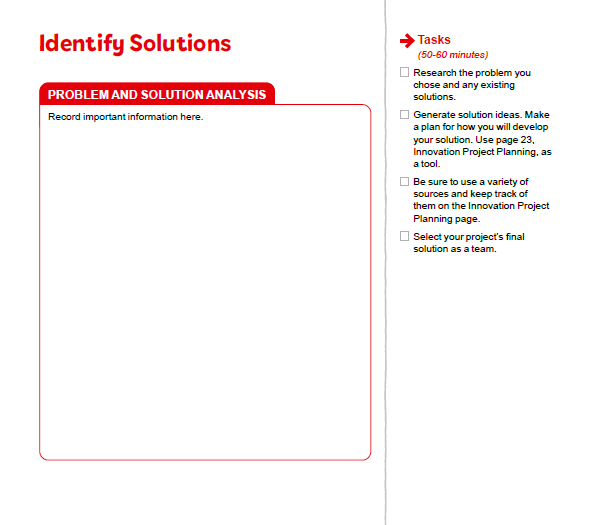 Identify Solutions
PROBLEM AND SOLUTION ANALYSIS
Record important information here.
Tasks
(50-60 minutes)
Research the problem you
chose and any existing
solutions.
Generate solution ideas. Make
a plan for how you will develop
your solution. Use page 23,
Innovation Project Planning, as
a tool.
Be sure to use a variety of
sources and keep track of
them on the Innovation Project
Planning page.
Select your project's final
solution as a team.